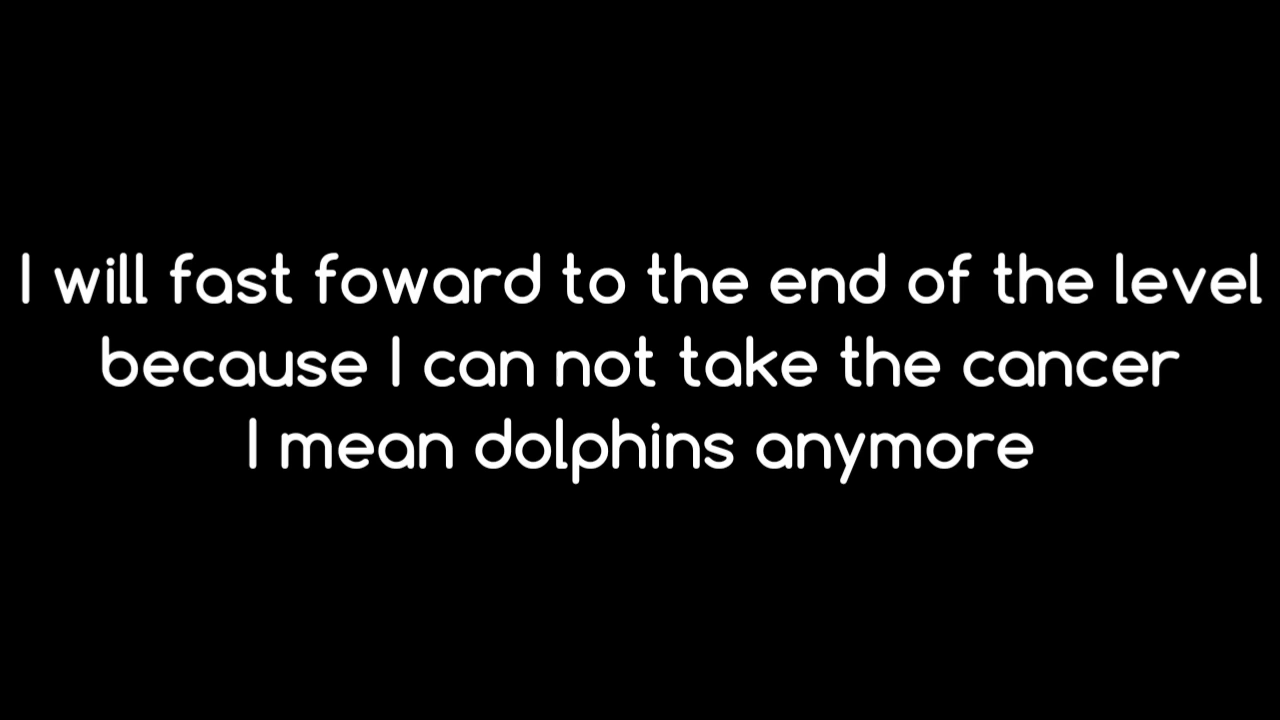 I will fast foward to the end of the level
because I can not take the cancer
I mean dolphins anymore